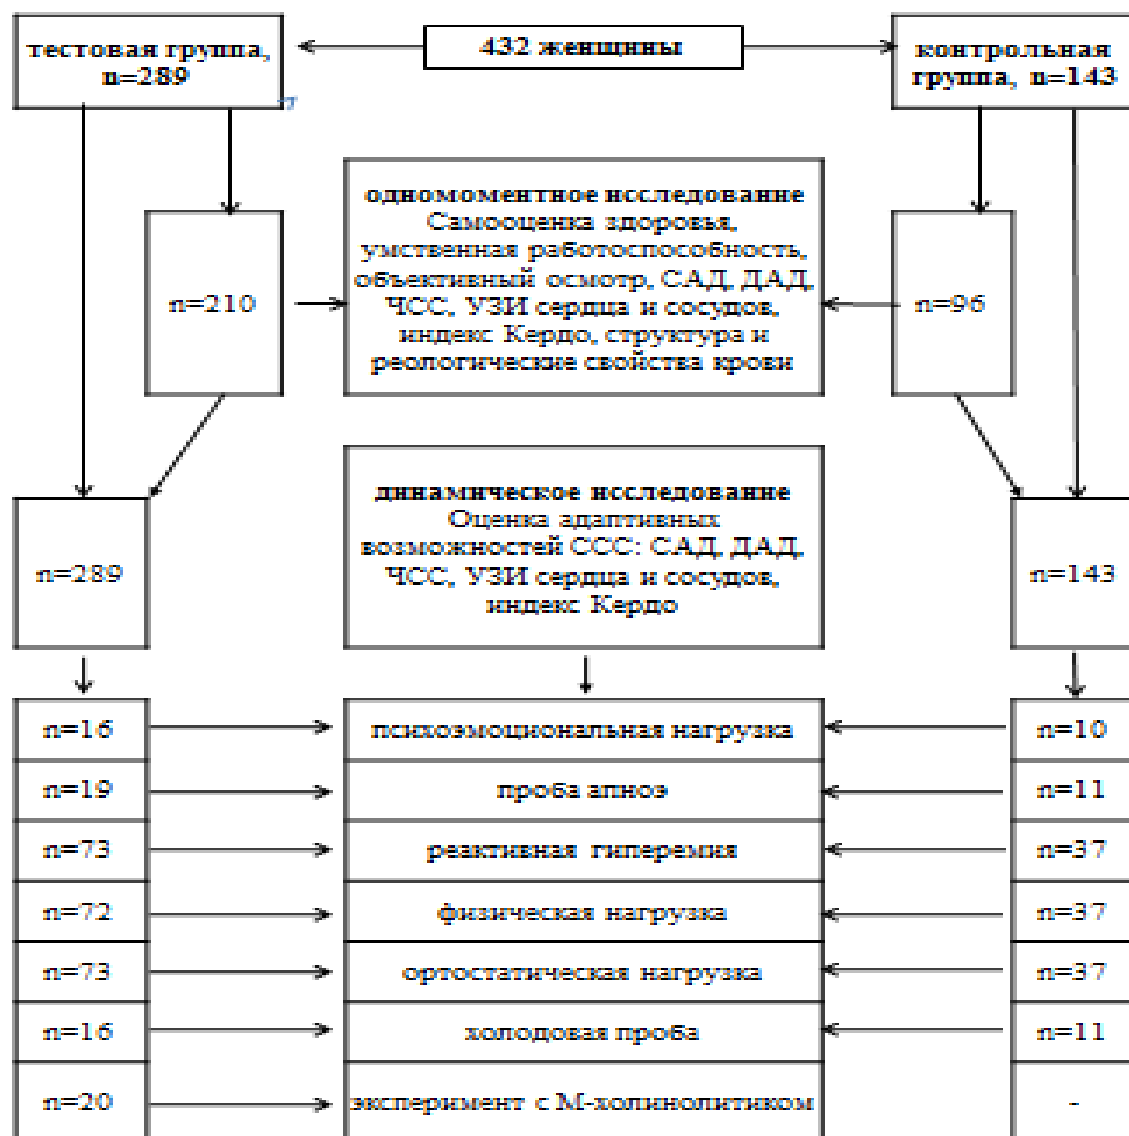 432 женщины
тестовая группа,
n=289
контрольная
группа, n=143
одномоментное исследование
Самооценка здоровья,
умственная работоспособность,
объективный осмотр, САД, ДАД,
ЧСС, УЗИ сердца и сосудов,
индекс Кердо, структура и
реологические свойства крови
n=210
n=96
динамическое исследование
Оценка адаптивных
возможностей ССС: САД, ДАД,
ЧСС, УЗИ сердца и сосудов,
индекс Кердо
n=289
n=143
n=16 психоэмоциональная нагрузка n=10
n=19 проба апноэ n=11
n=73 реактивная гиперемия n=37
n=72 физическая нагрузка n=37
n=73 ортостатическая нагрузка n=37
n=16 холодовая проба n=11
n=20 эксперимент с М-холинолитиком -